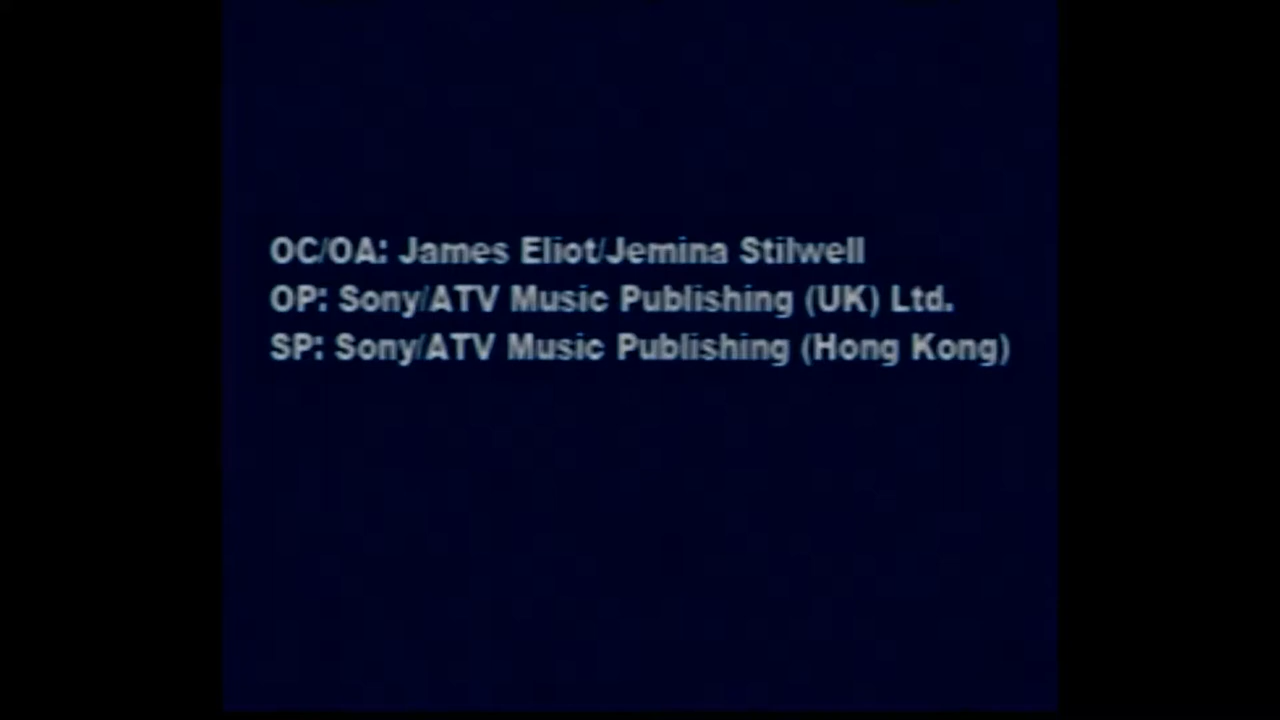 OC/OA: James Eliot/Jemina Stilwell
OP: Sony/ATV Music Publishing (UK) Ltd.
SP: Sony/ATV Music Publishing (Hong Kong)